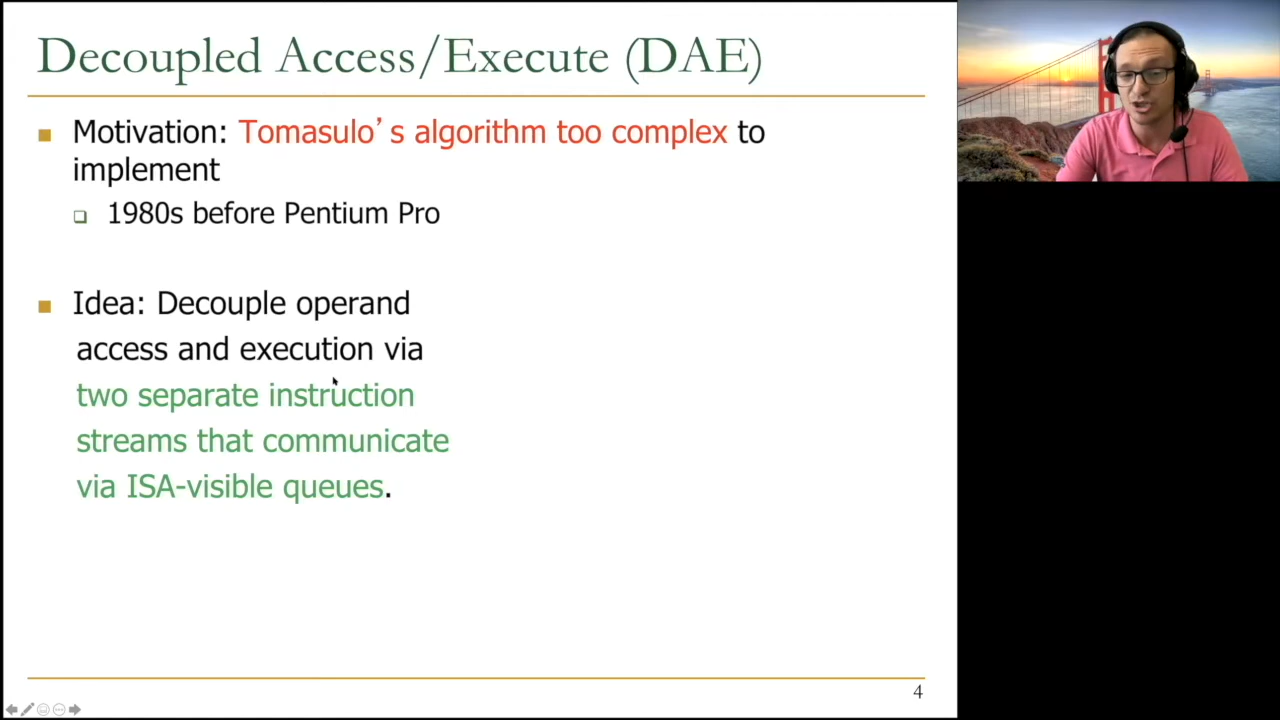 Decoupled Access/Execute (DAE)
Motivation: Tomasulo’s algorithm too complex to
implement
1980s before Pentium Pro
Idea: Decouple operand
access and execution via
two separate instruction
streams that communicate
via ISA-visible queues.
4